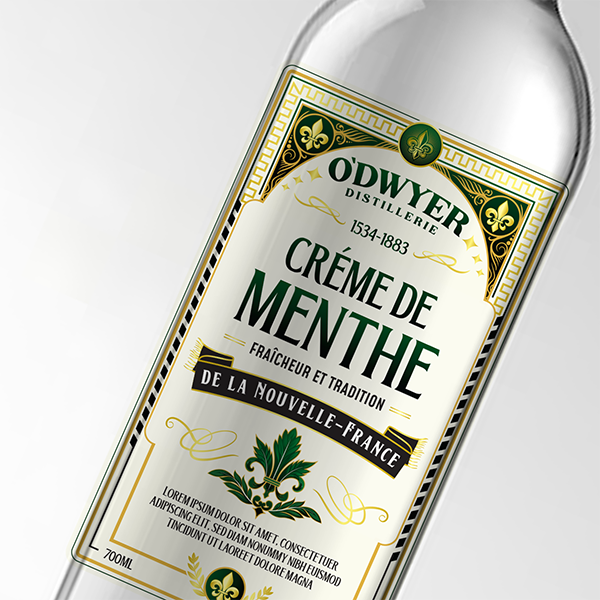 O'DWYER
DISTILLERIE
1534-1883
CRÉME DE
MENTHE
FRAÎCHEUR ET TRADITION
DE LA NOUVELLE-FRANCE
LOREM IPSUM DOLOR SIT AMET, CONSECTETUER
ADIPISCING ELIT, SED DIAM NONUMMY NIBH EUISMOD
TINCIDUNT UT LAOREET DOLORE MAGNA
700ML